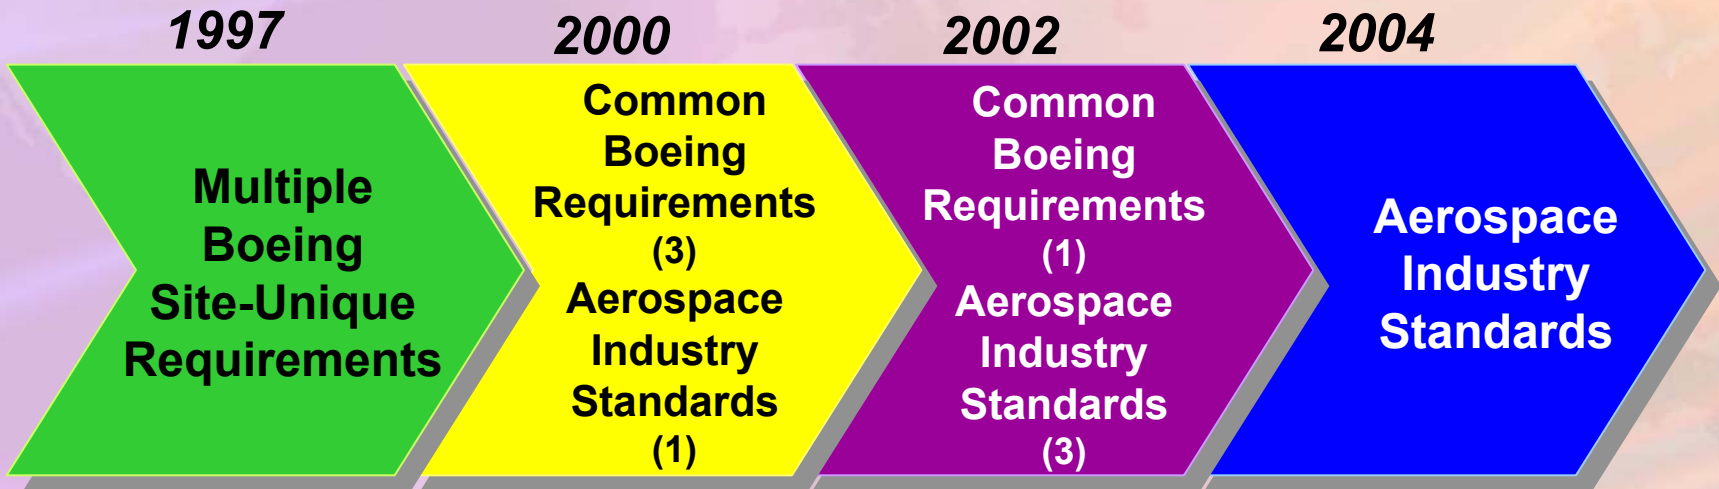 1997
2000
2002
2004
Multiple
Boeing
Site-Unique
Requirements
Common
Boeing
Requirements
(3)
Aerospace
Industry
Standards
(1)
Common
Boeing
Requirements
(1)
Aerospace
Industry
Standards
(3)
Aerospace
Industry
Standards